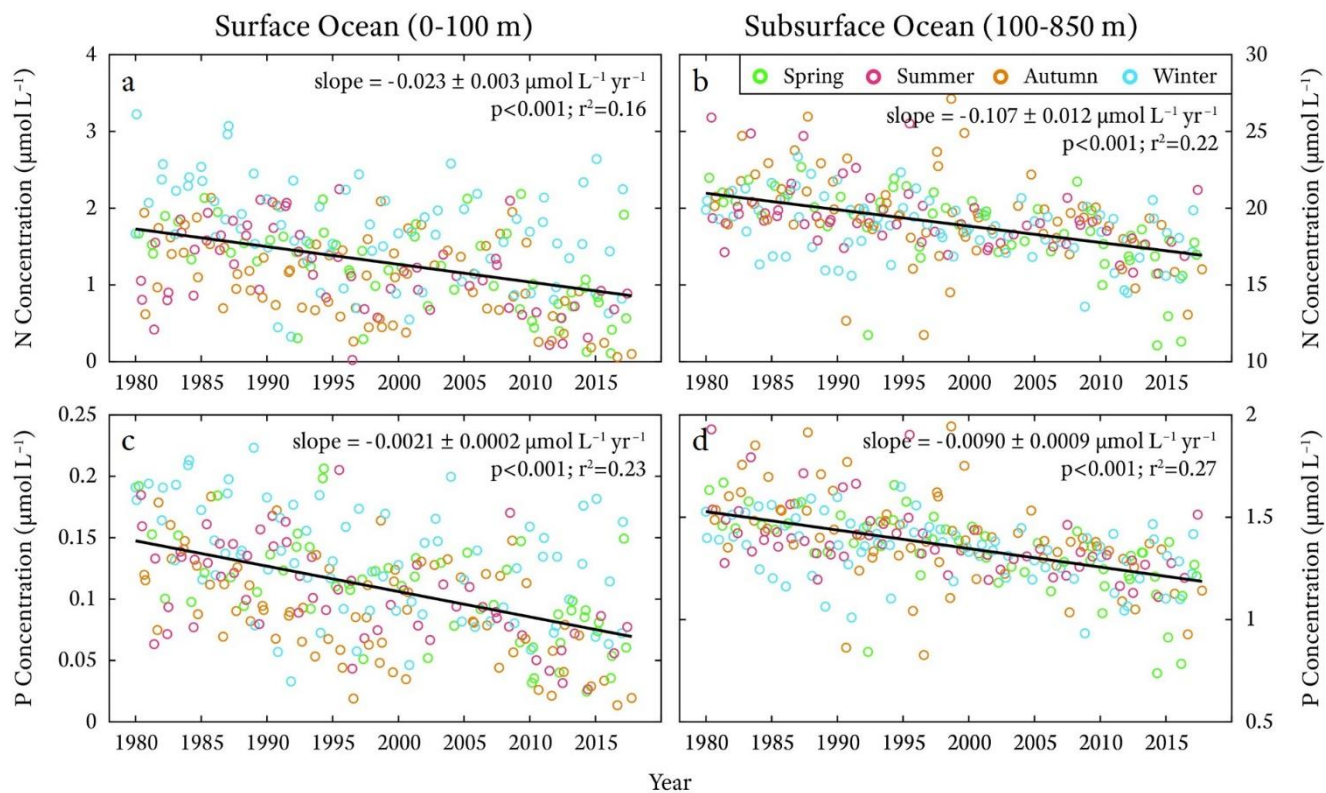 Surface Ocean (0-100 m)
Subsurface Ocean (100-850 m)
N Concentration (μmol L⁻¹)
4
3
2
1
0
a
slope = -0.023 ± 0.003 μmol L⁻¹ yr⁻¹
p<0.001; r²=0.16
1980 1985 1990 1995 2000 2005 2010 2015
b
Spring Summer Autumn Winter
slope = -0.107 ± 0.012 μmol L⁻¹ yr⁻¹
p<0.001; r²=0.22
30
25
20
15
10
N Concentration (μmol L⁻¹)
1980 1985 1990 1995 2000 2005 2010 2015
P Concentration (μmol L⁻¹)
0.25
0.2
0.15
0.1
0.05
0
c
slope = -0.0021 ± 0.0002 μmol L⁻¹ yr⁻¹
p<0.001; r²=0.23
1980 1985 1990 1995 2000 2005 2010 2015
d
slope = -0.0090 ± 0.0009 μmol L⁻¹ yr⁻¹
p<0.001; r²=0.27
2
1.5
1
0.5
P Concentration (μmol L⁻¹)
1980 1985 1990 1995 2000 2005 2010 2015
Year